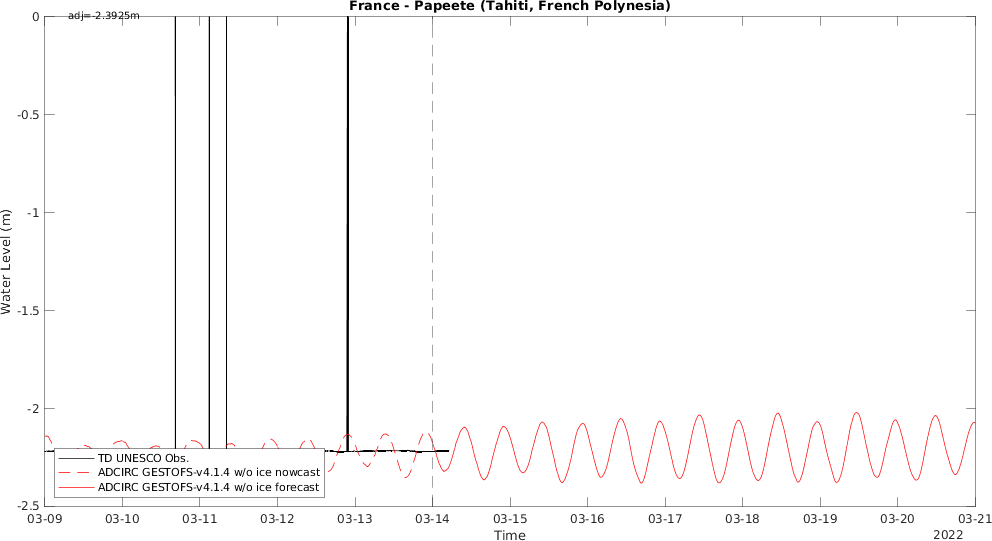 France - Papeete (Tahiti, French Polynesia)
adj=-2.3925m
0
-0.5
-1
-1.5
-2
-2.5
Water Level (m)
TD UNESCO Obs.
ADCIRC GESTOFS-v4.1.4 w/o ice nowcast
ADCIRC GESTOFS-v4.1.4 w/o ice forecast
03-09 03-10 03-11 03-12 03-13 03-14 03-15 03-16 03-17 03-18 03-19 03-20 03-21
Time
2022